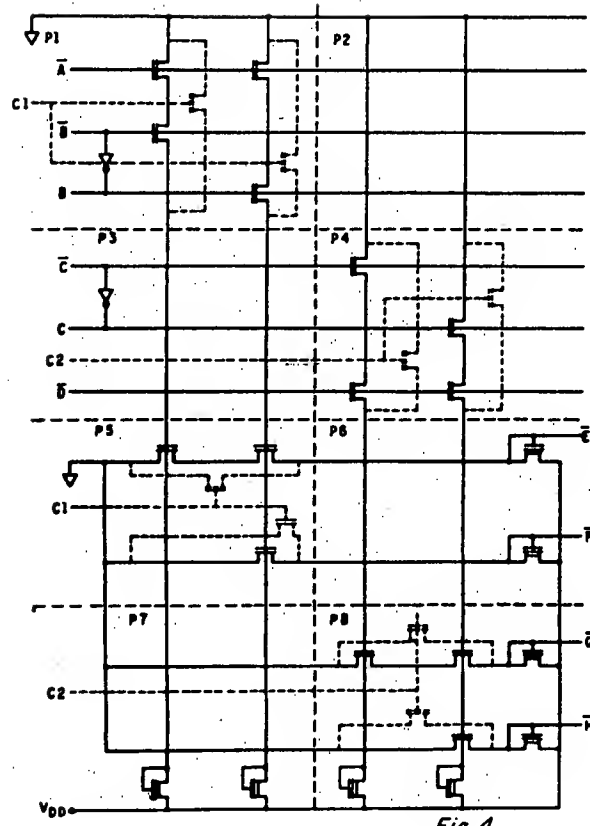 P1 P2
A̅
C1
B̅
B
P3 P4
C̅
C
C2
D̅
P5 P6
E̅
C1
F̅
P7 P8
G̅
C2
H̅
VDD
Fig. 4